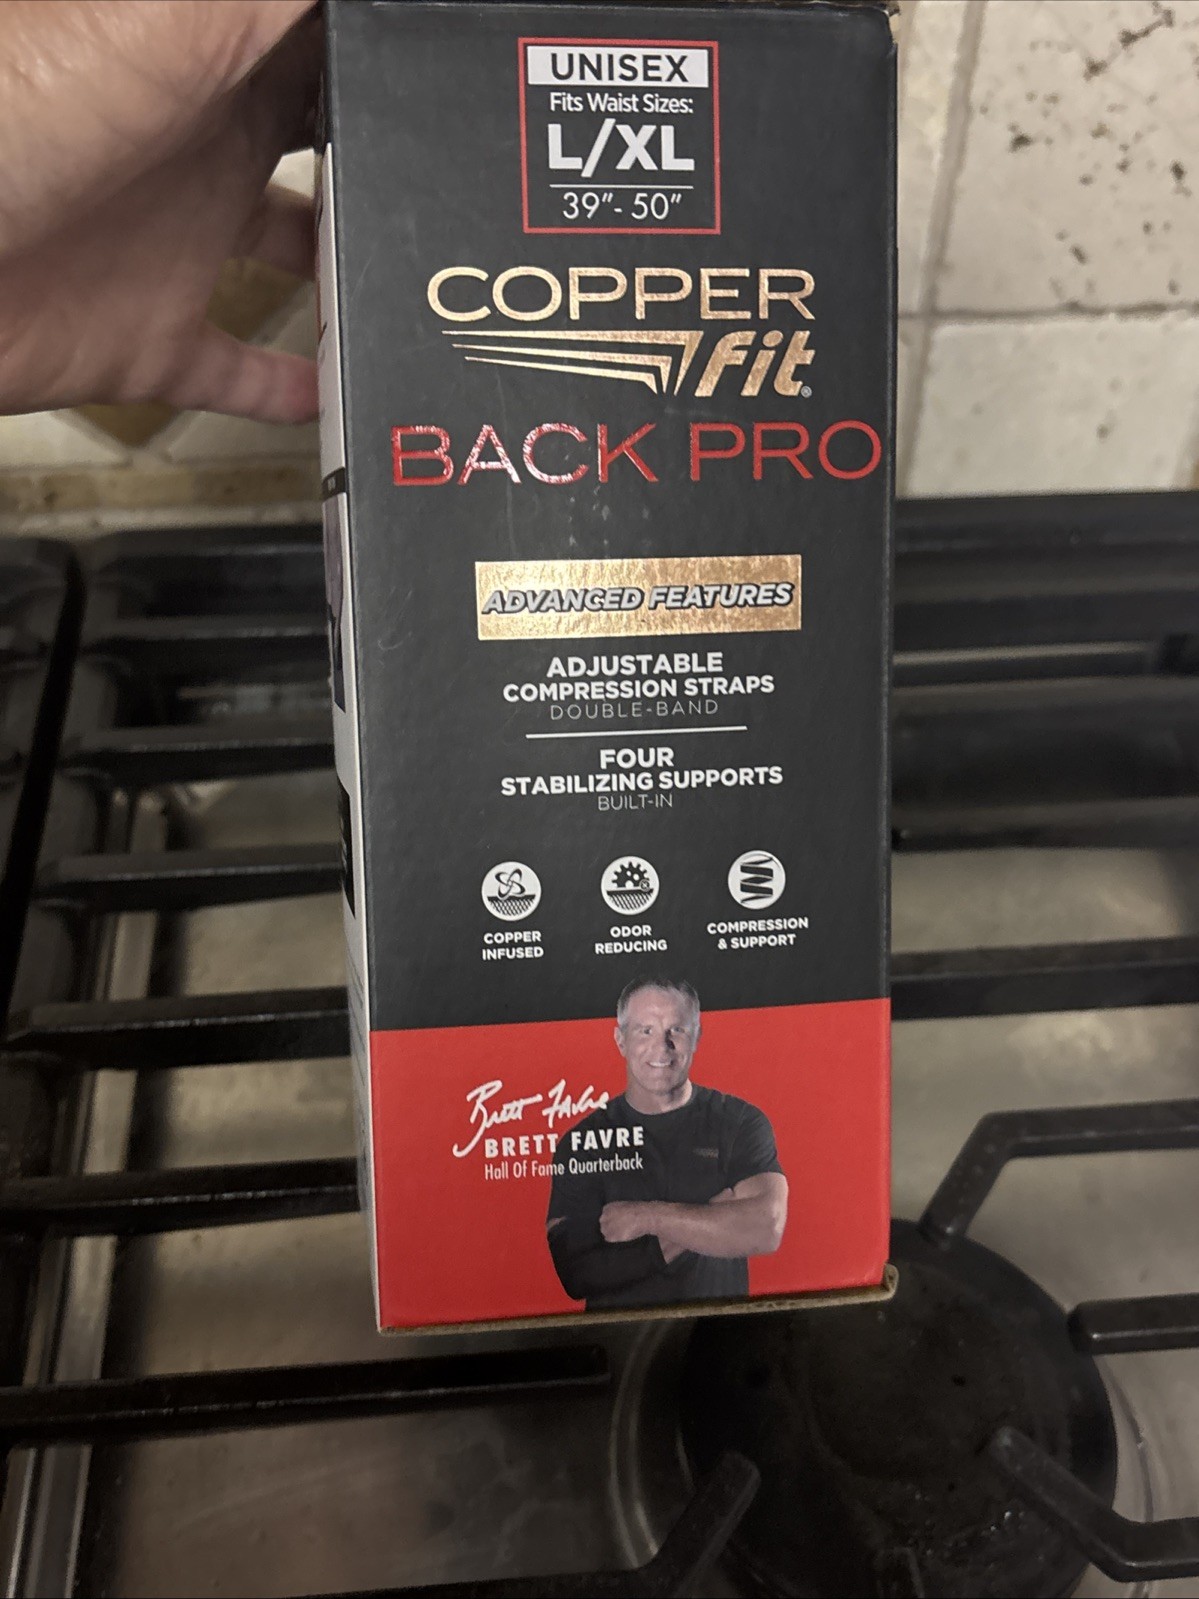 UNISEX
Fits Waist Sizes:
L/XL
39"- 50"
COPPER
fit®
BACK PRO
ADVANCED FEATURES
ADJUSTABLE
COMPRESSION STRAPS
DOUBLE-BAND
FOUR
STABILIZING SUPPORTS
BUILT-IN
COPPER
INFUSED
ODOR
REDUCING
COMPRESSION
& SUPPORT
Brett Favre
BRETT FAVRE
Hall Of Fame Quarterback